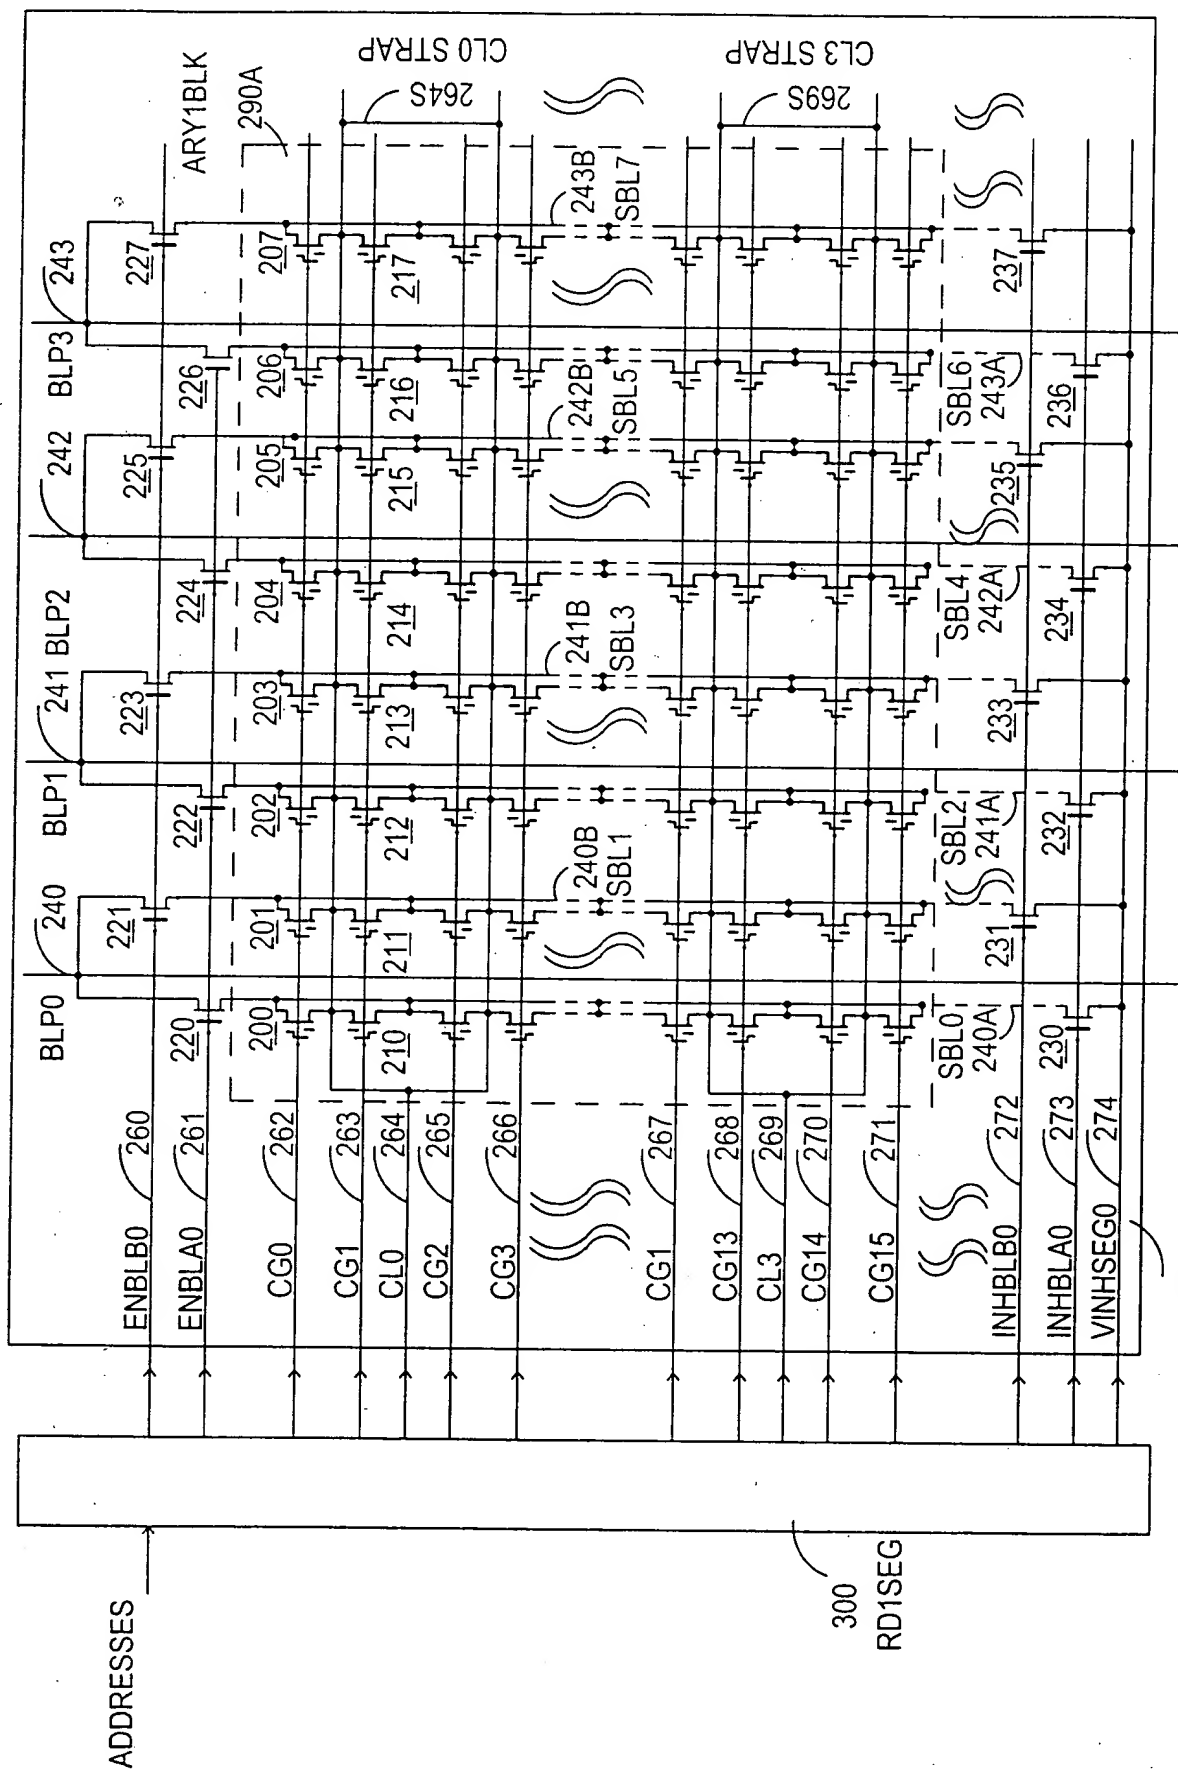 ADDRESSES
300
RD1SEG
ENBLB0
260
ENBLA0
261
CG0
262
CG1
263
CL0
264
CG2
265
CG3
266
CG1
267
CG13
268
CL3
269
CG14
270
CG15
271
INHBLB0
272
INHBLA0
273
VINHSEG0
274
BLP0
240
BLP1
241
BLP2
242
BLP3
243
220
221
222
223
224
225
226
227
ARY1BLK
290A
200
201
202
203
204
205
206
207
210
211
212
213
214
215
216
217
240B
SBL1
241B
SBL3
242B
SBL5
243B
SBL7
SBL0
240A
SBL2
241A
SBL4
242A
SBL6
243A
230
231
232
233
234
235
236
237
264S
CL0 STRAP
269S
CL3 STRAP